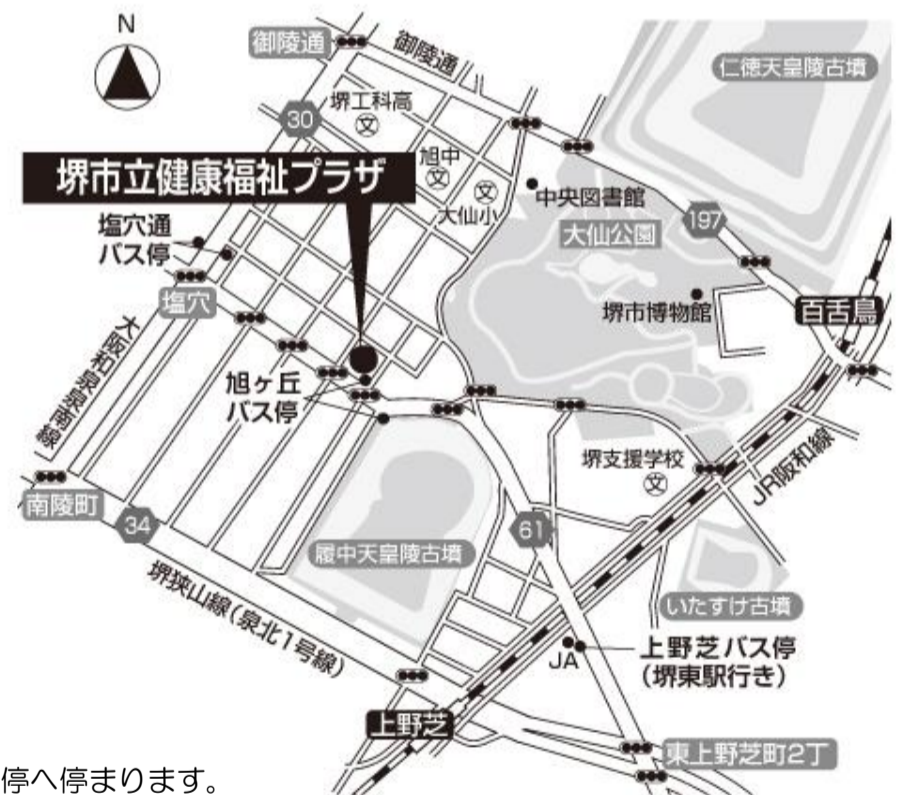 N
御陵通
御陵通
仁徳天皇陵古墳
30
堺工科高
文
堺市立健康福祉プラザ
旭中
文
文
大仙小
中央図書館
大仙公園
197
塩穴通
バス停
塩穴
堺市博物館
百舌鳥
大阪和泉泉南線
旭ヶ丘
バス停
堺支援学校
文
JR阪和線
南陵町
34
61
履中天皇陵古墳
いたすけ古墳
堺狭山線(泉北1号線)
JA
上野芝バス停
(堺東駅行き)
上野芝
東上野芝町2丁
停へ停まります。